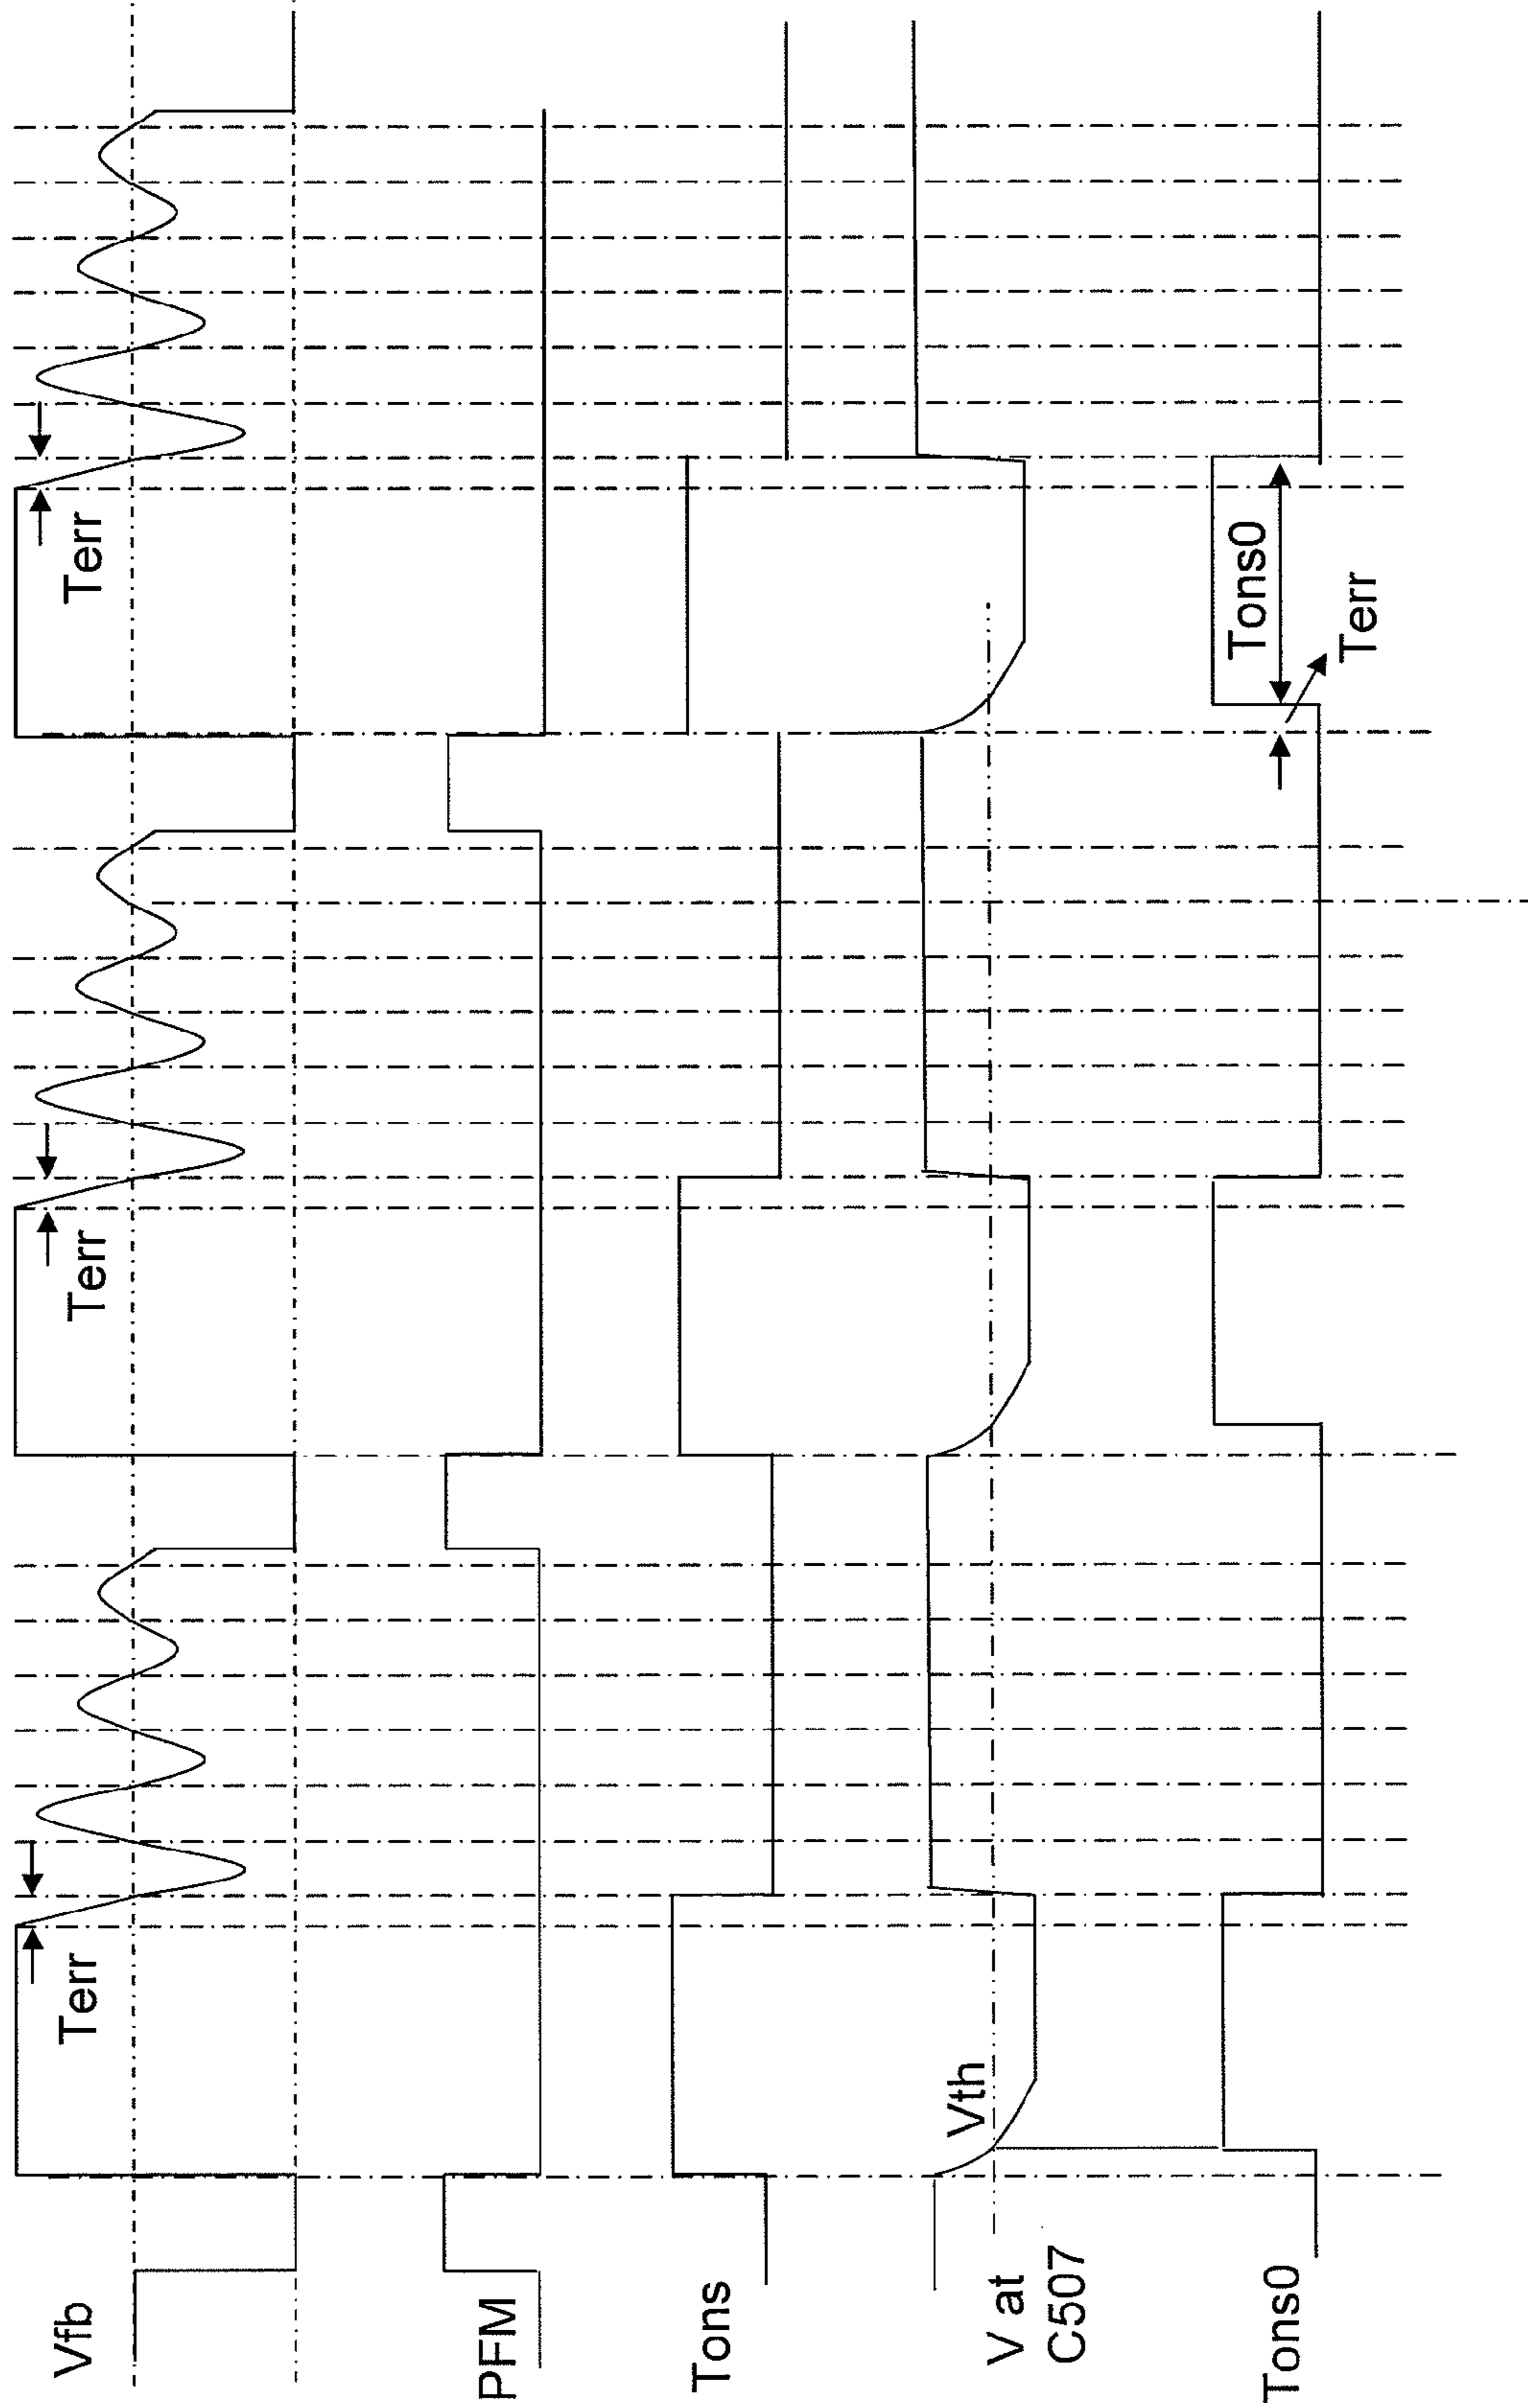 Vfb
Terr
Terr
Terr
PFM
Tons
Vth
V at
C507
Tons0
Tons0
Terr